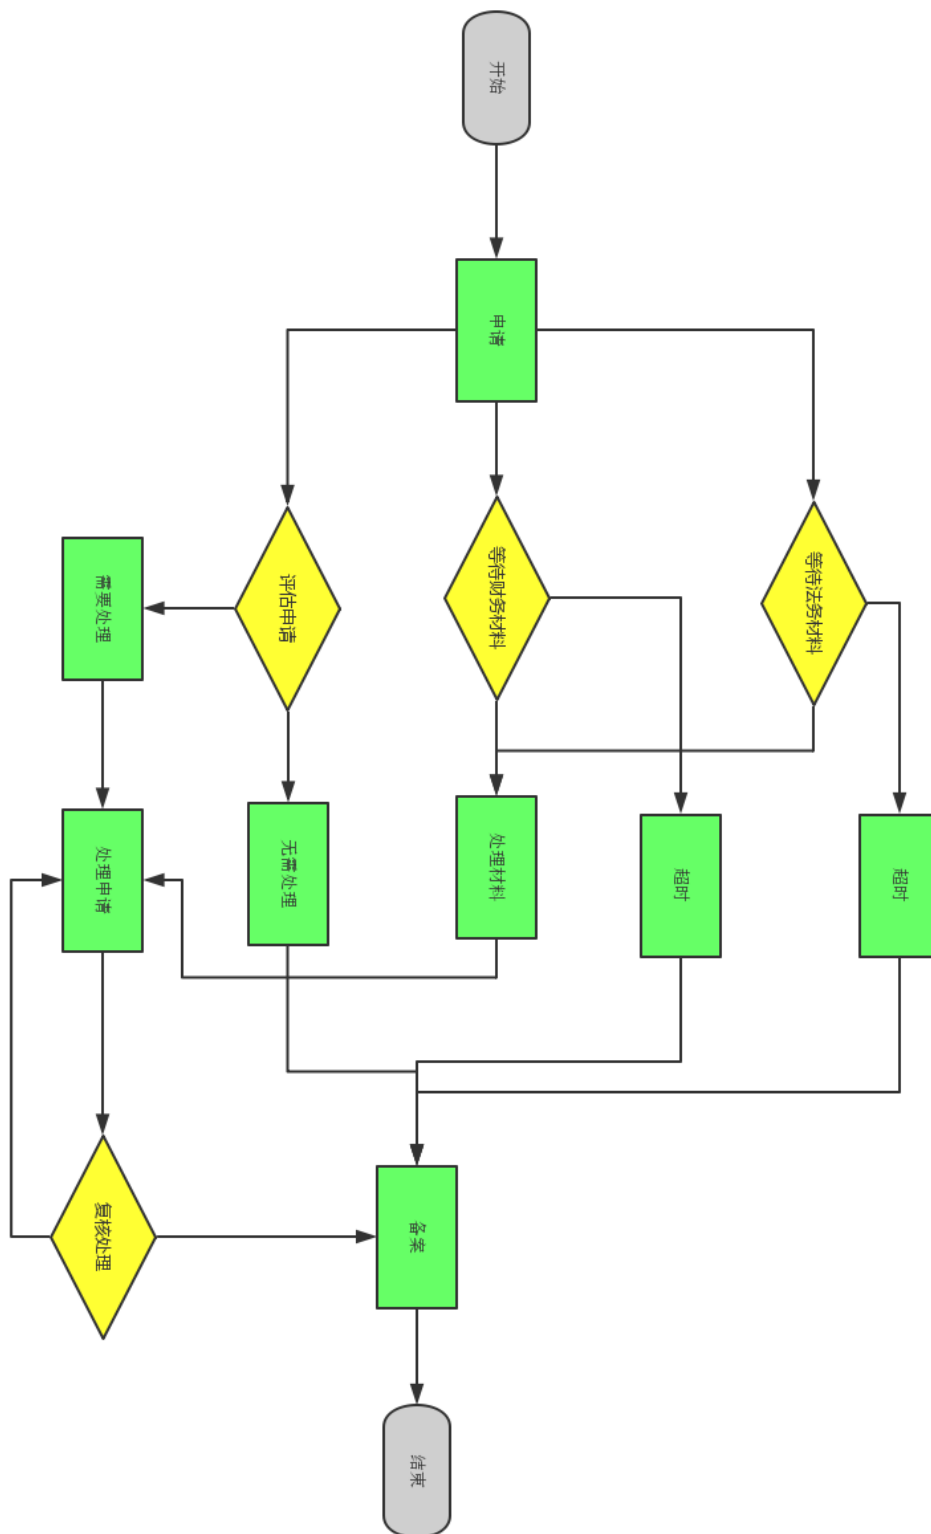 开始
申请
评估申请
等待财务材料
等待法务材料
需要处理
处理申请
无需处理
处理材料
超时
超时
复核处理
备案
结束